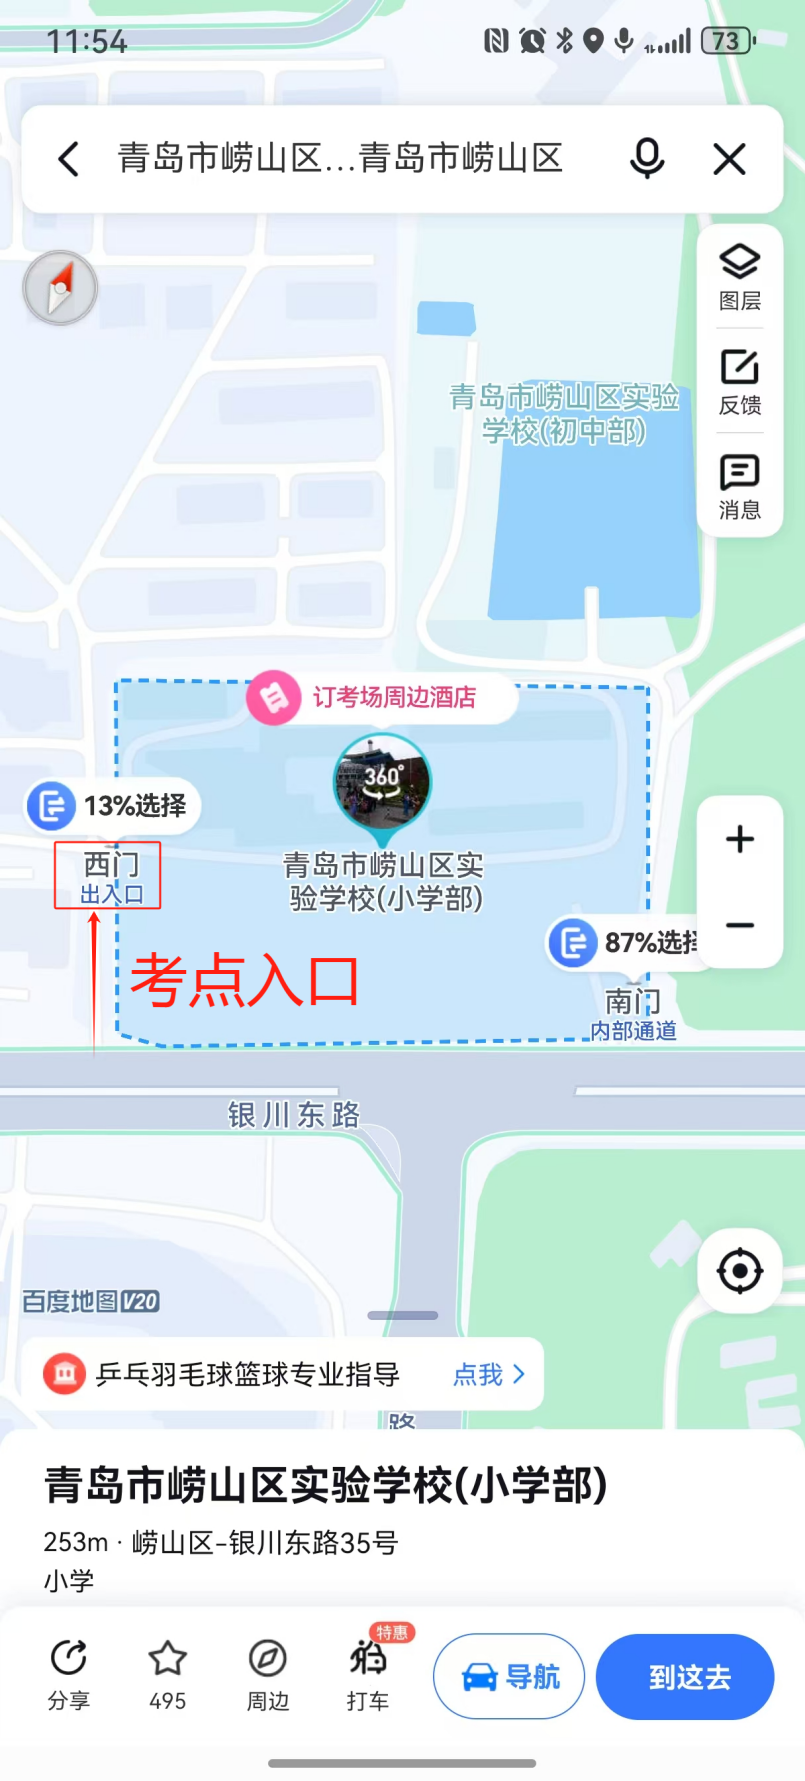 11:54
73
青岛市崂山区...青岛市崂山区
图层
反馈
消息
青岛市崂山区实验
学校(初中部)
订考场周边酒店
360°
13%选择
西门
出入口
青岛市崂山区实
验学校(小学部)
考点入口
87%选择
南门
内部通道
银川东路
百度地图V20
乒乓羽毛球篮球专业指导
点我
路
青岛市崂山区实验学校(小学部)
253m · 崂山区-银川东路35号
小学
特惠
分享
495
周边
打车
导航
到这去